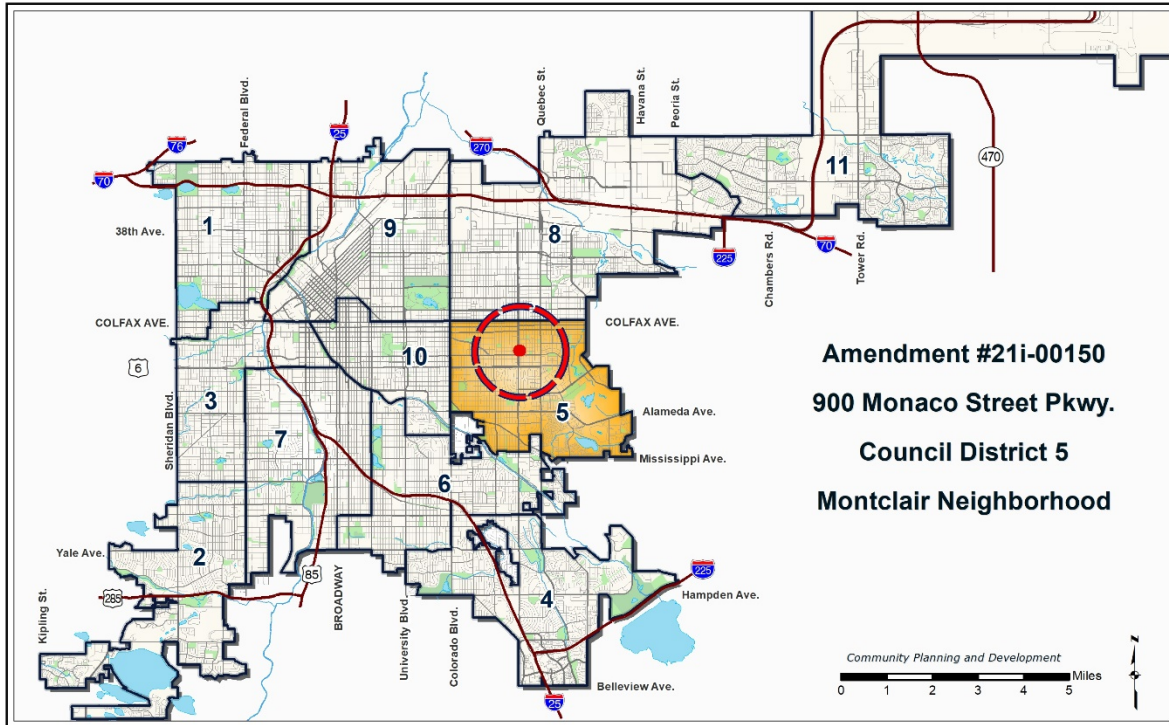 Federal Blvd.
Quebec St.
Havana St.
Peoria St.
25
76
270
70
470
1
9
8
11
38th Ave.
Chambers Rd.
Tower Rd.
225
70
COLFAX AVE.
COLFAX AVE.
6
10
Sheridan Blvd.
3
7
5
Alameda Ave.
Mississippi Ave.
6
Amendment #21i-00150
900 Monaco Street Pkwy.
Council District 5
Montclair Neighborhood
Yale Ave.
2
85
BROADWAY
University Blvd.
Colorado Blvd.
4
225
Hampden Ave.
Kipling St.
285
Belleview Ave.
25
Community Planning and Development
0 1 2 3 4 5 Miles
N